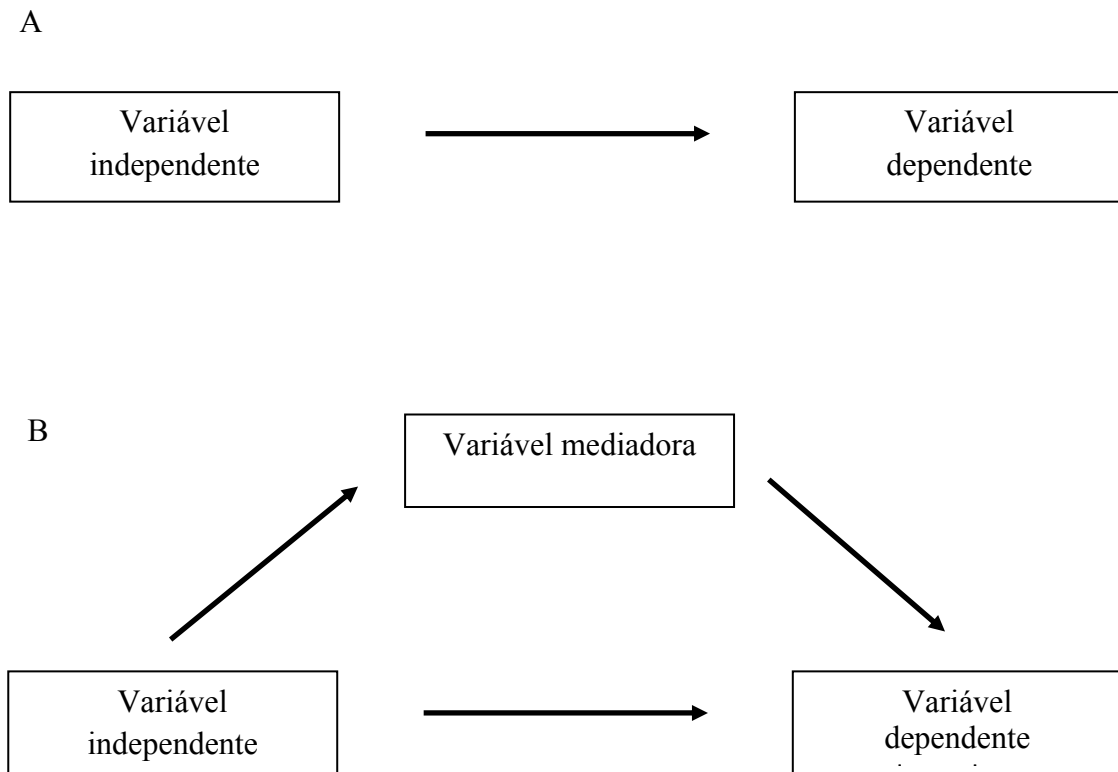 A
Variável
independente
Variável
dependente
B
Variável mediadora
Variável
independente
Variável
dependente